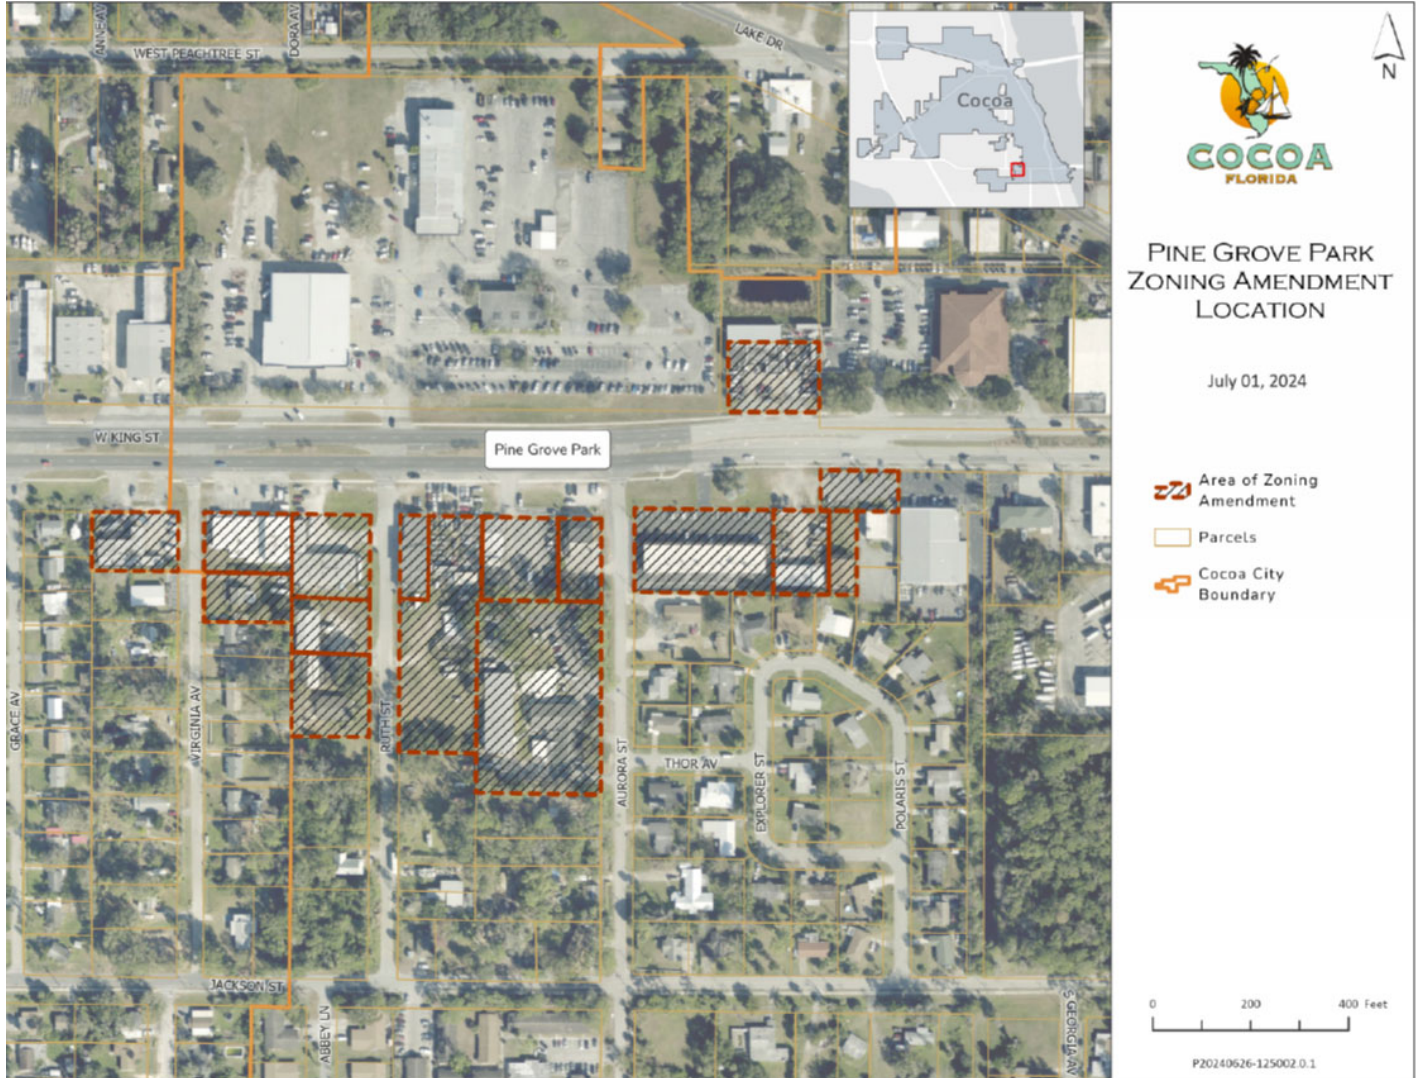 ANNE AV
DORA AV
LAKE DR
WEST PEACHTREE ST
Cocoa
N
COCOA
FLORIDA
PINE GROVE PARK
ZONING AMENDMENT
LOCATION
July 01, 2024
W KING ST
Pine Grove Park
Area of Zoning
Amendment
Parcels
Cocoa City
Boundary
GRACE AV
VIRGINIA AV
RUTH ST
AURORA ST
THOR AV
EXPLORER ST
POLARIS ST
JACKSON ST
ABBEY LN
S GEORGIA AV
0 200 400 Feet
P20240626-125002.0.1